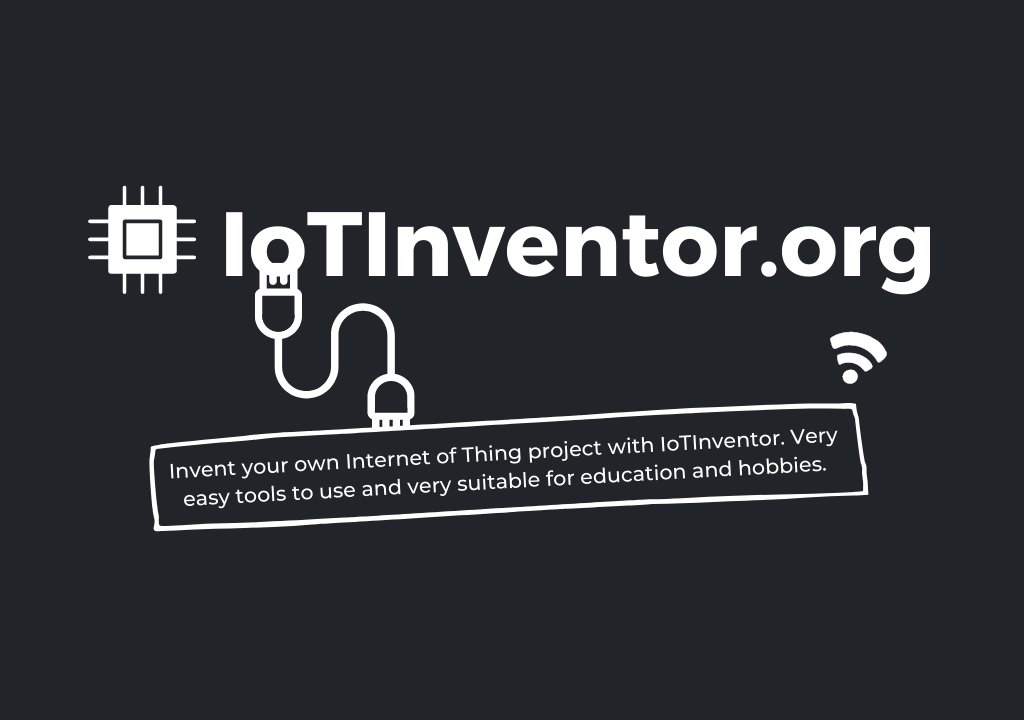 IoTInventor.org
Invent your own Internet of Thing project with IoTInventor. Very
easy tools to use and very suitable for education and hobbies.